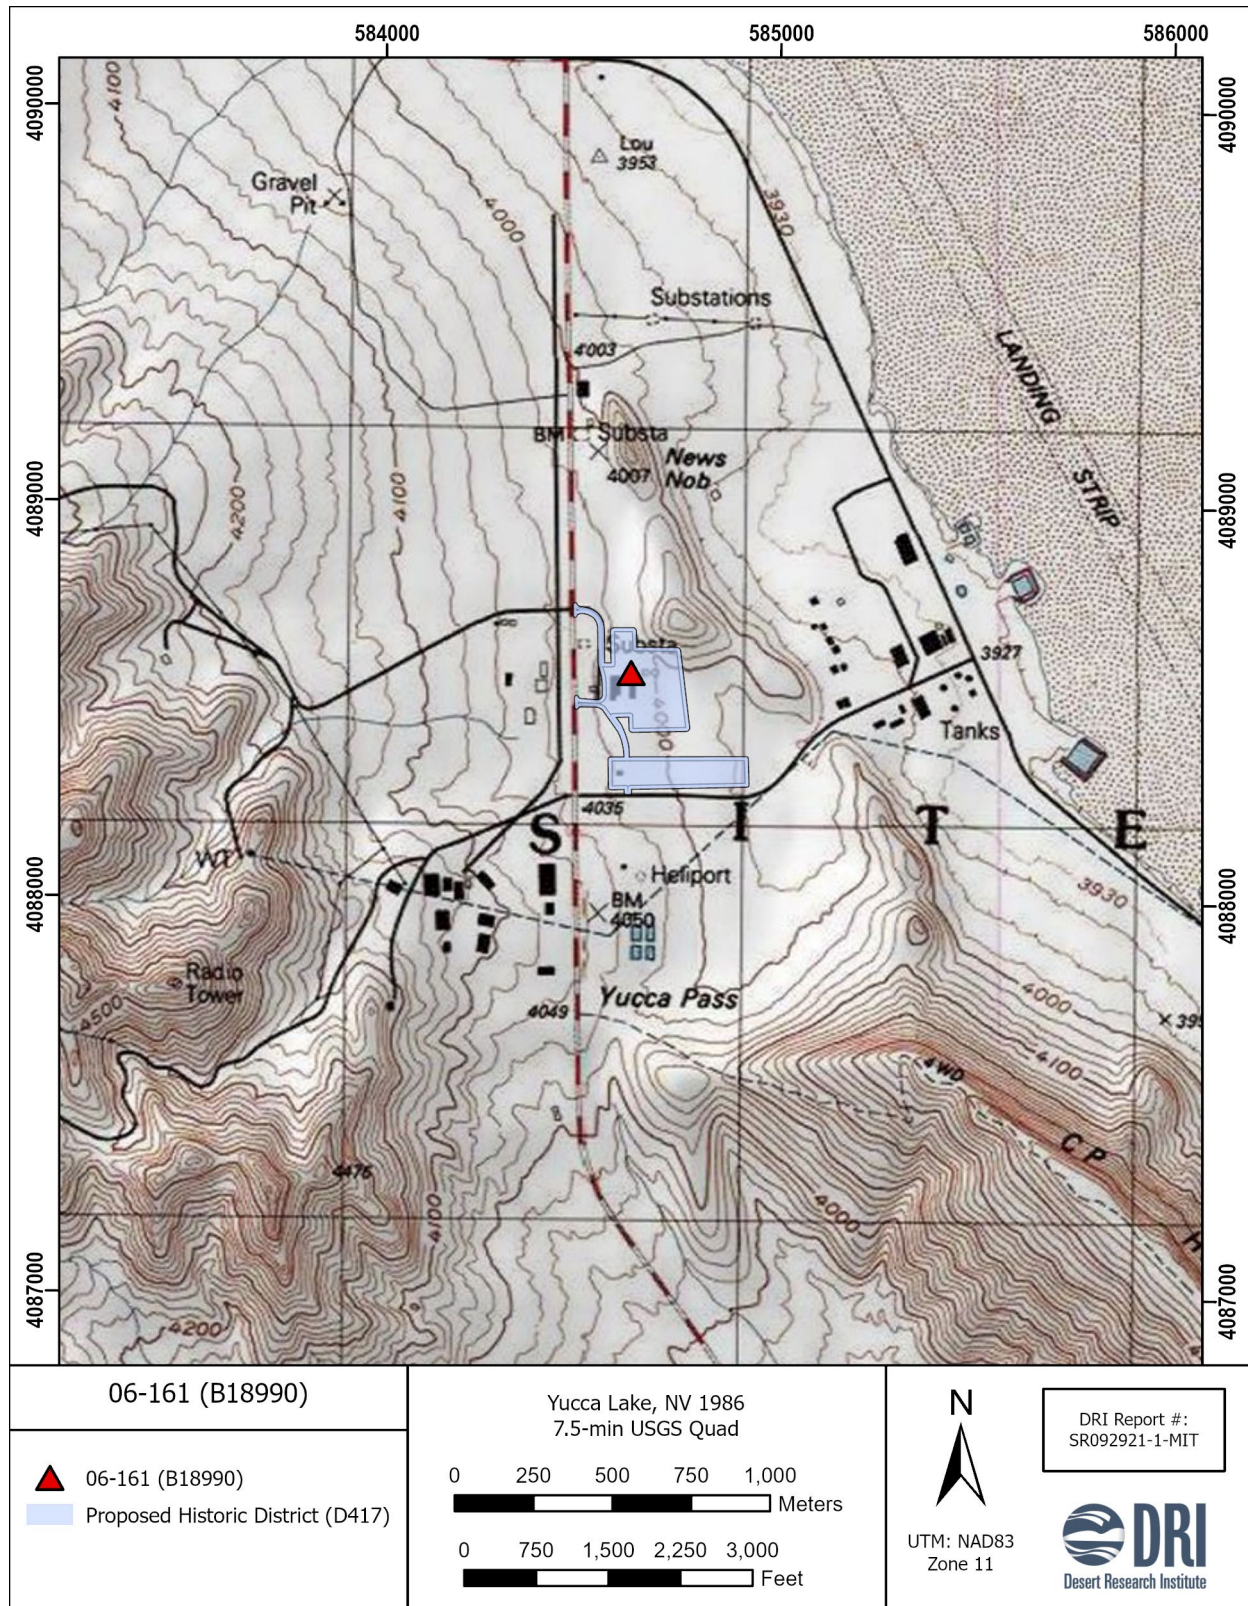 584000
585000
586000
4090000
4090000
4100
Lou
3953
Gravel
Pit
4000
3930
Substations
LANDING
STRIP
4003
BM
Substa
4007
News
Nob
4089000
4089000
4200
4100
Substa
4000
3927
Tanks
4035
S I T E
WT
Heliport
BM
4050
3930
4088000
4088000
Radio
Tower
4500
Yucca Pass
4049
4000
4100
4WD
CP
4476
4100
4000
H
4087000
4087000
4200
06-161 (B18990)
06-161 (B18990)
Proposed Historic District (D417)
Yucca Lake, NV 1986
7.5-min USGS Quad
0 250 500 750 1,000
Meters
0 750 1,500 2,250 3,000
Feet
N
UTM: NAD83
Zone 11
DRI Report #:
SR092921-1-MIT
DRI
Desert Research Institute